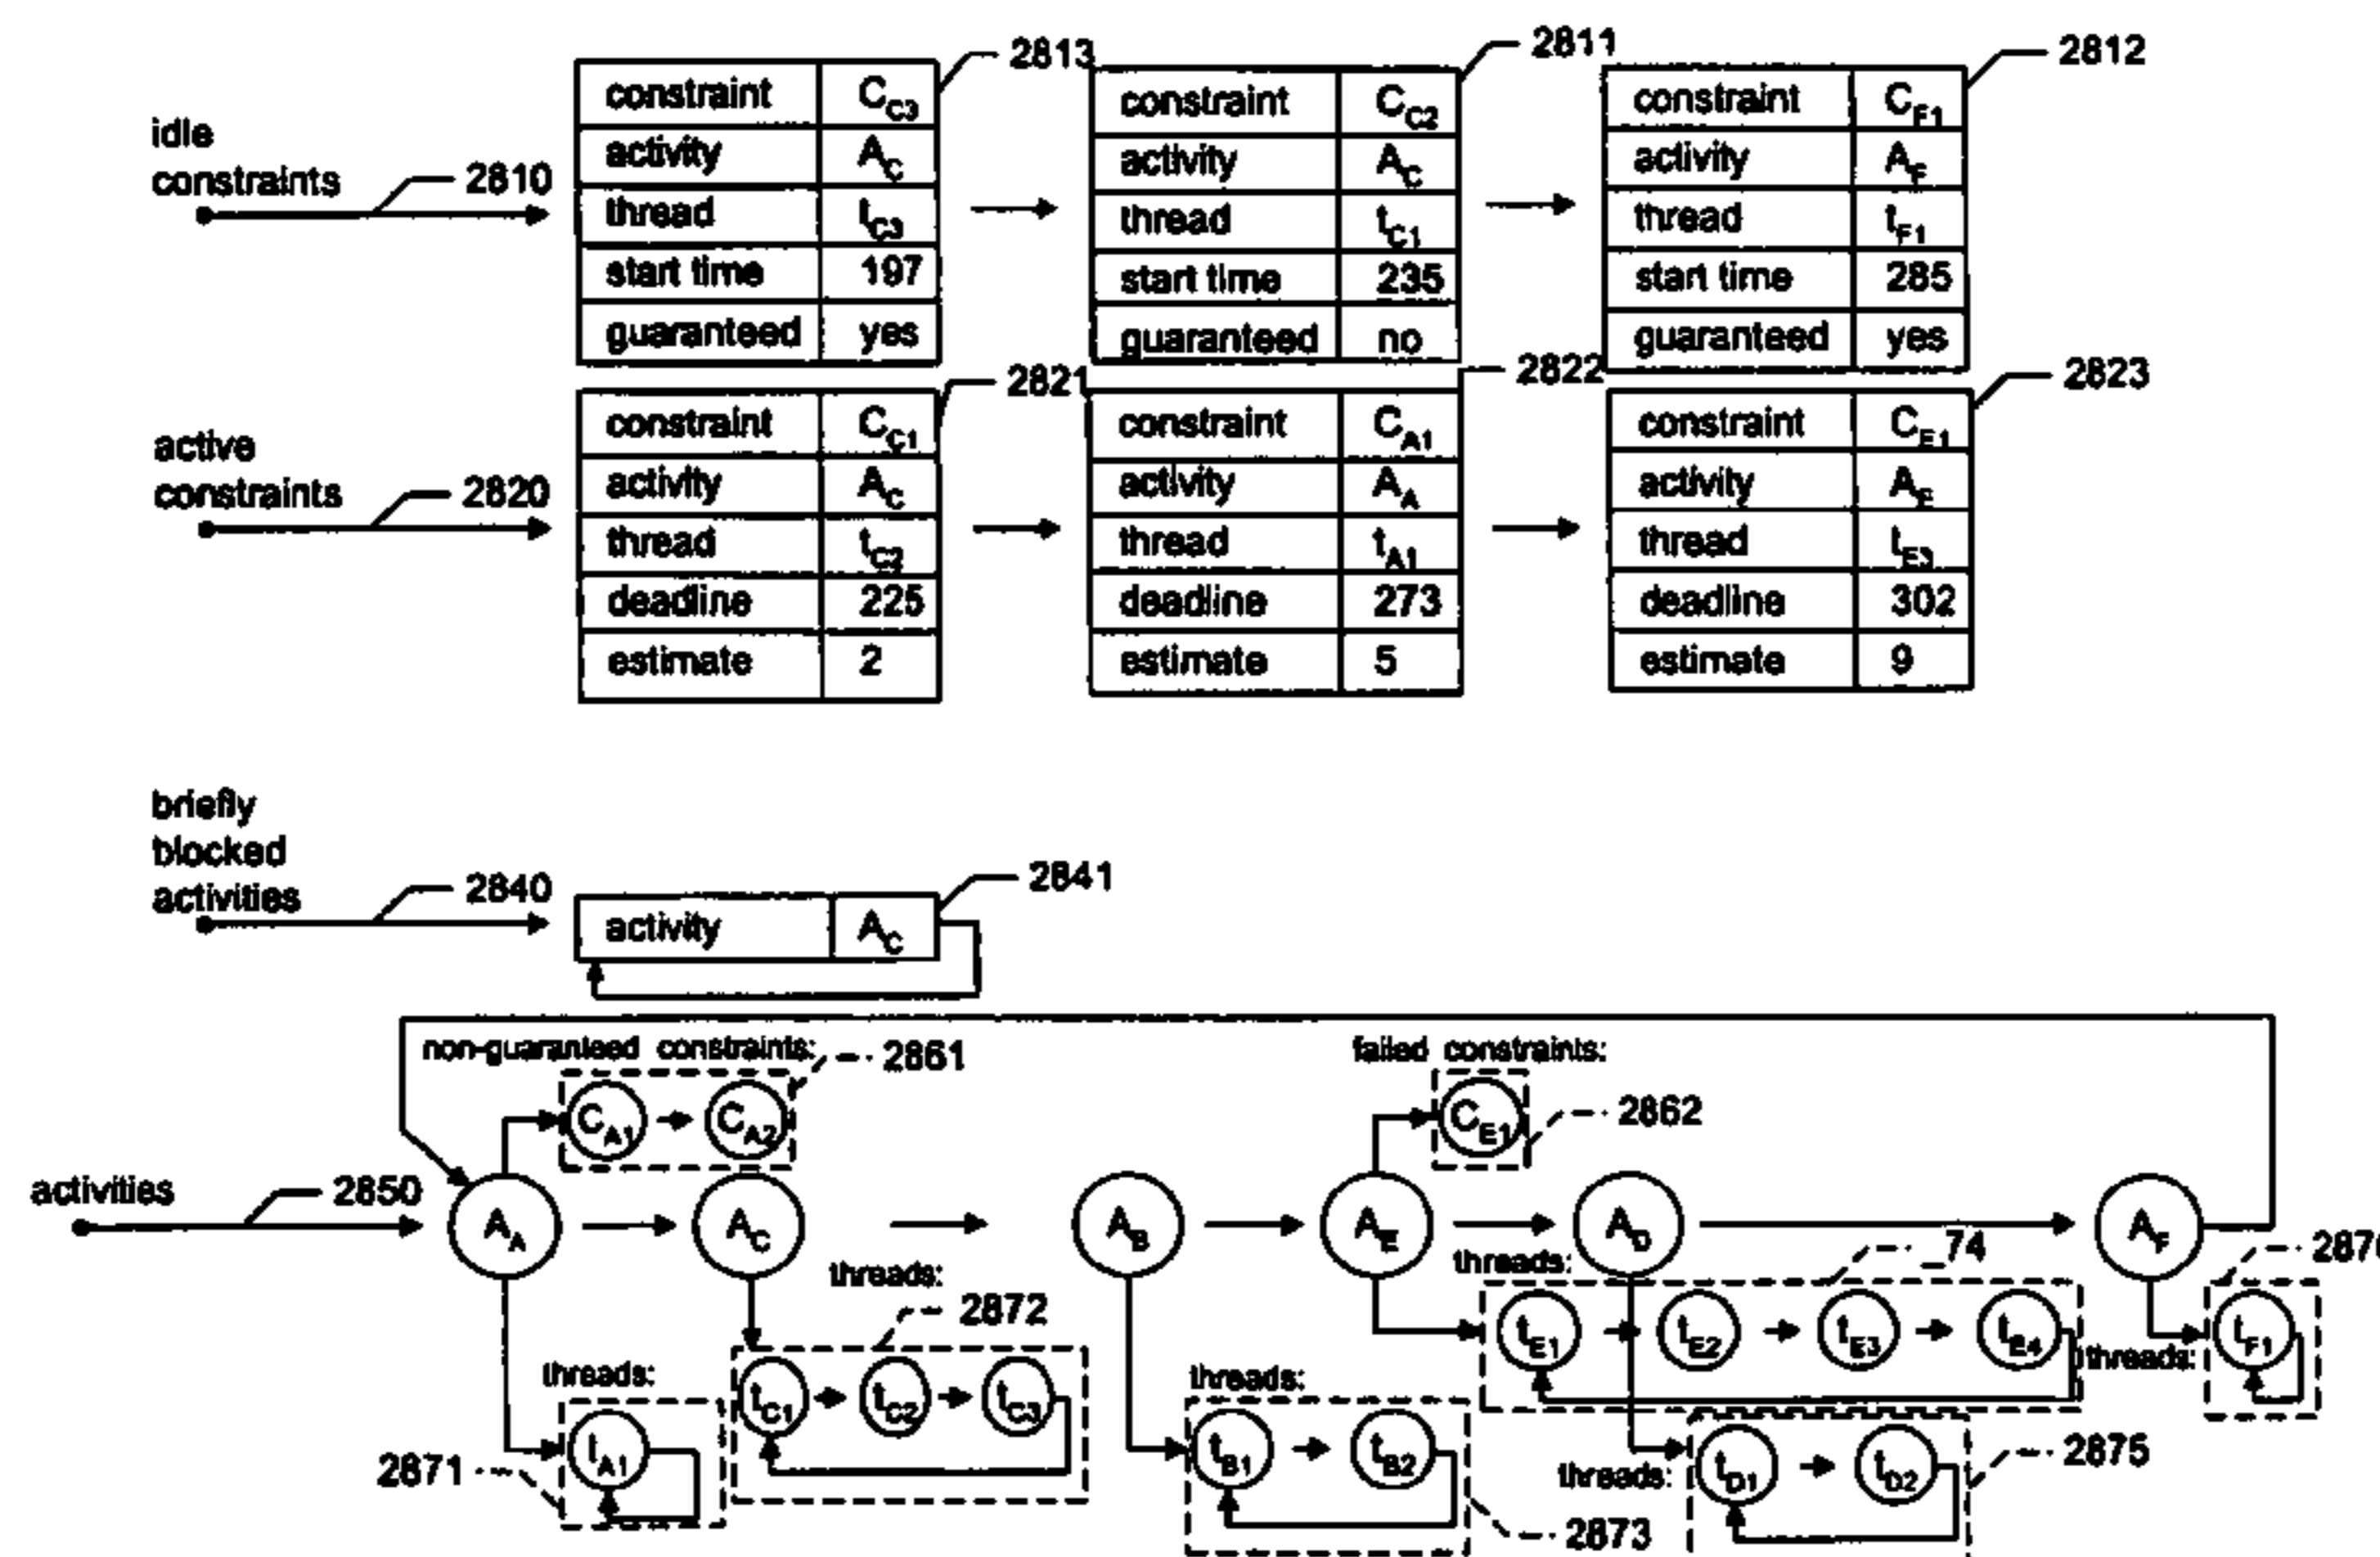 idle
constraints
2810
2813
constraint C_C3
activity A_C
thread t_C3
start time 197
guaranteed yes
2811
constraint C_C2
activity A_C
thread t_C1
start time 235
guaranteed no
2812
constraint C_F1
activity A_F
thread t_F1
start time 285
guaranteed yes
active
constraints
2820
2821
constraint C_C1
activity A_C
thread t_C2
deadline 225
estimate 2
2822
constraint C_A1
activity A_A
thread t_A1
deadline 273
estimate 5
2823
constraint C_E1
activity A_E
thread t_E3
deadline 302
estimate 9
briefly
blocked
activities
2840
2841
activity A_C
non-guaranteed constraints:
2861
C_A1 C_A2
failed constraints:
2862
C_E1
activities
2850
A_A A_C A_B A_E A_D A_F
threads:
2872
t_C1 t_C2 t_C3
threads:
_74
t_E1 t_E2 t_E3 t_E4
threads:
t_F1
threads:
2871
t_A1
threads:
t_B1 t_B2
2873
threads:
t_D1 t_D2
2875